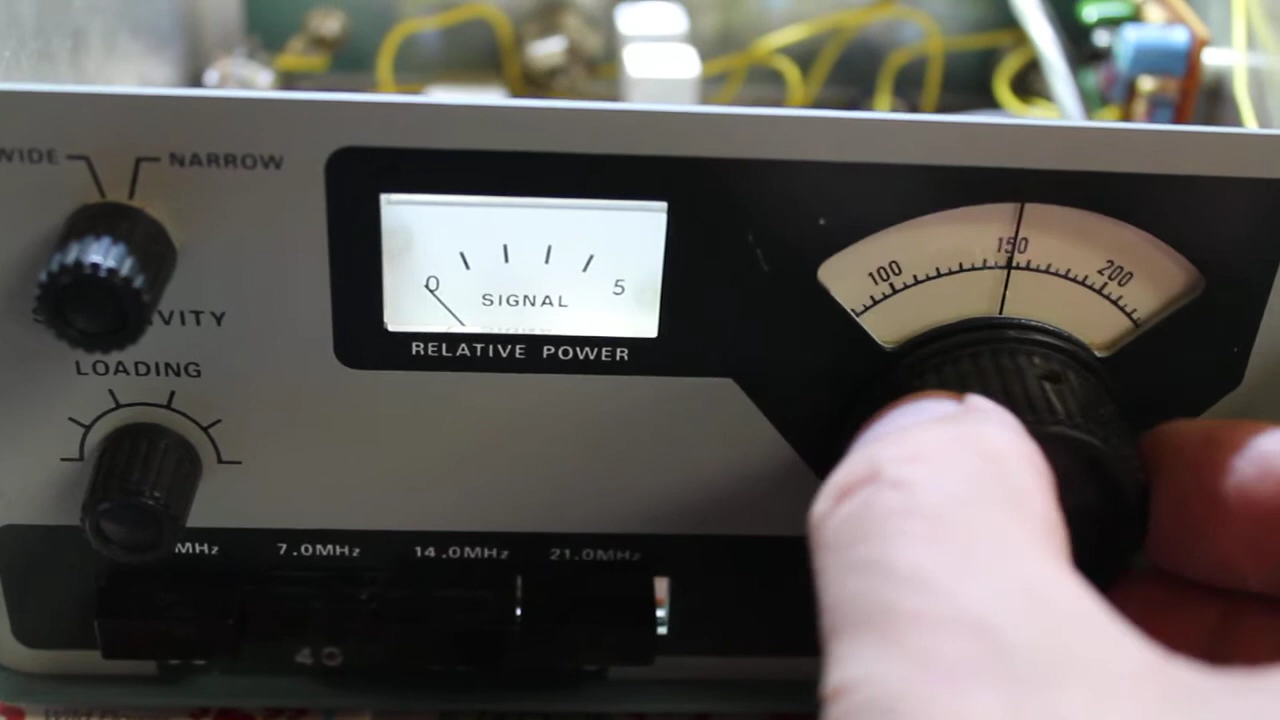 WIDE NARROW
VITY
LOADING
0 5
SIGNAL
RELATIVE POWER
100 150 200
MHz 7.0MHz 14.0MHz 21.0MHz
40